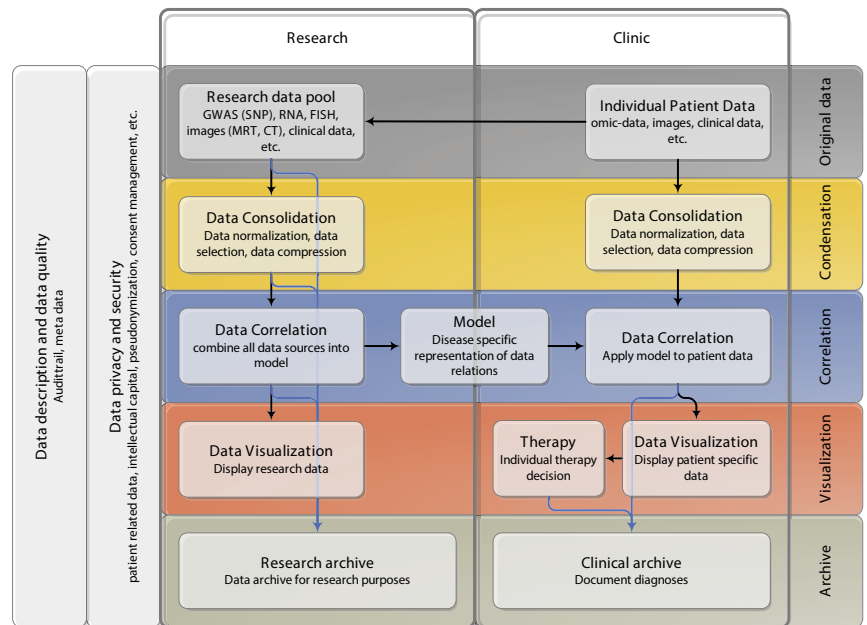 Research
Clinic
Data description and data quality
Audittrail, meta data
Data privacy and security
patient related data, intellectual capital, pseudonymization, consent management, etc.
Research data pool
GWAS (SNP), RNA, FISH,
images (MRT, CT), clinical data,
etc.
Individual Patient Data
omic-data, images, clinical data,
etc.
Original data
Data Consolidation
Data normalization, data
selection, data compression
Data Consolidation
Data normalization, data
selection, data compression
Condensation
Data Correlation
combine all data sources into
model
Model
Disease specific
representation of data
relations
Data Correlation
Apply model to patient data
Correlation
Data Visualization
Display research data
Therapy
Individual therapy
decision
Data Visualization
Display patient specific
data
Visualization
Research archive
Data archive for research purposes
Clinical archive
Document diagnoses
Archive